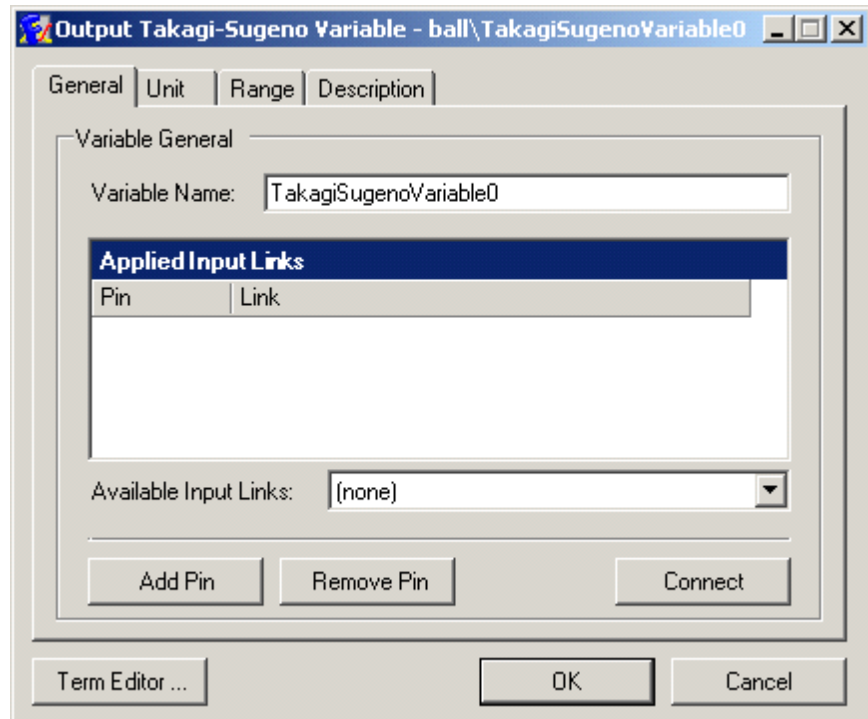 Output Takagi-Sugeno Variable - ball\TakagiSugenoVariable0
General Unit Range Description
Variable General
Variable Name: TakagiSugenoVariable0
Applied Input Links
Pin Link
Available Input Links: (none)
Add Pin Remove Pin Connect
Term Editor ... OK Cancel